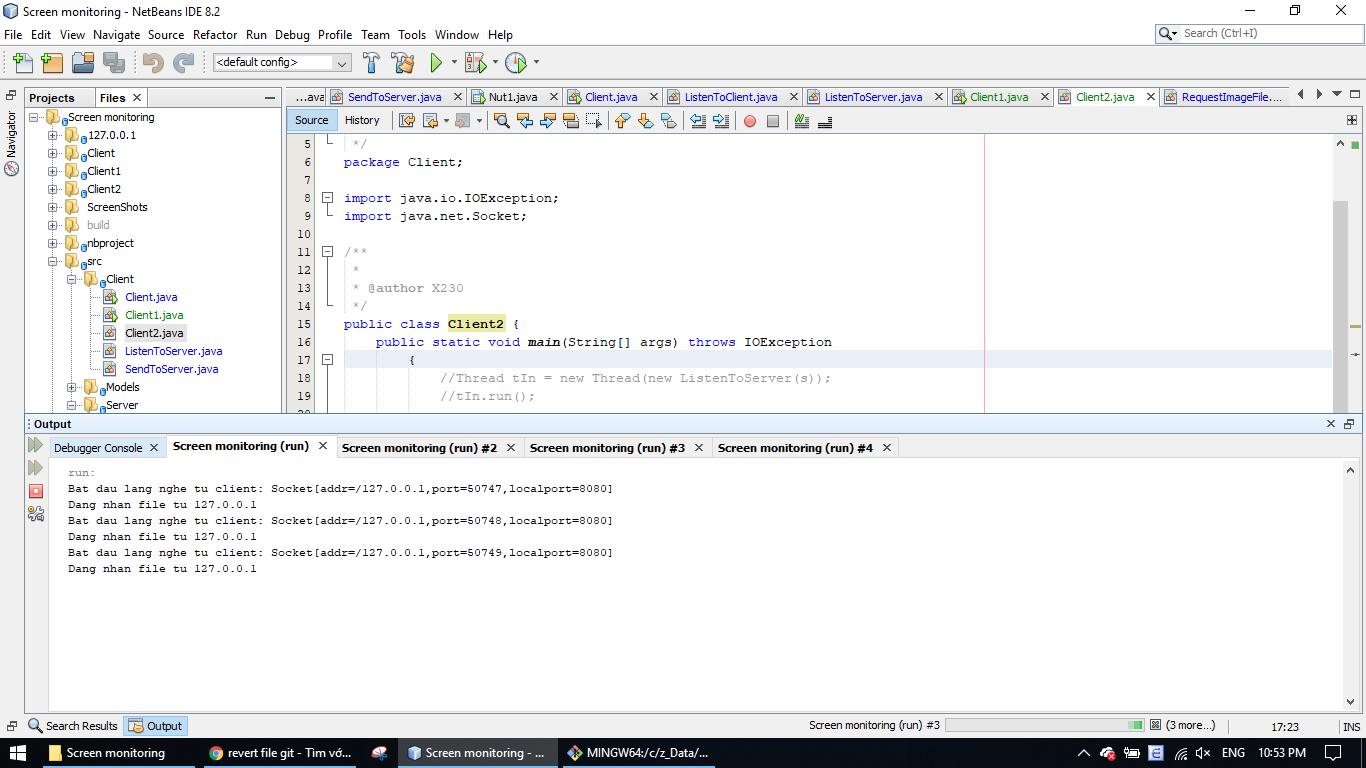 Screen monitoring - NetBeans IDE 8.2
File Edit View Navigate Source Refactor Run Debug Profile Team Tools Window Help
Search (Ctrl+I)
<default config>
Projects Files
...ava SendToServer.java Nut1.java Client.java ListenToClient.java ListenToServer.java Client1.java Client2.java RequestImageFile....
Navigator
Source History
Screen monitoring
127.0.0.1
Client
Client1
Client2
ScreenShots
build
nbproject
src
Client
Client.java
Client1.java
Client2.java
ListenToServer.java
SendToServer.java
Models
Server
5 */
6 package Client;
7
8 import java.io.IOException;
9 import java.net.Socket;
10
11 /**
12 *
13 * @author X230
14 */
15 public class Client2 {
16 public static void main(String[] args) throws IOException
17 {
18 //Thread tIn = new Thread(new ListenToServer(s));
19 //tIn.run();
Output
Debugger Console Screen monitoring (run) Screen monitoring (run) #2 Screen monitoring (run) #3 Screen monitoring (run) #4
run:
Bat dau lang nghe tu client: Socket[addr=/127.0.0.1,port=50747,localport=8080]
Dang nhan file tu 127.0.0.1
Bat dau lang nghe tu client: Socket[addr=/127.0.0.1,port=50748,localport=8080]
Dang nhan file tu 127.0.0.1
Bat dau lang nghe tu client: Socket[addr=/127.0.0.1,port=50749,localport=8080]
Dang nhan file tu 127.0.0.1
Search Results Output
Screen monitoring (run) #3 (3 more...) 17:23 INS
Screen monitoring revert file git - Tìm vớ... Screen monitoring - ... MINGW64:/c/z_Data/... ENG 10:53 PM